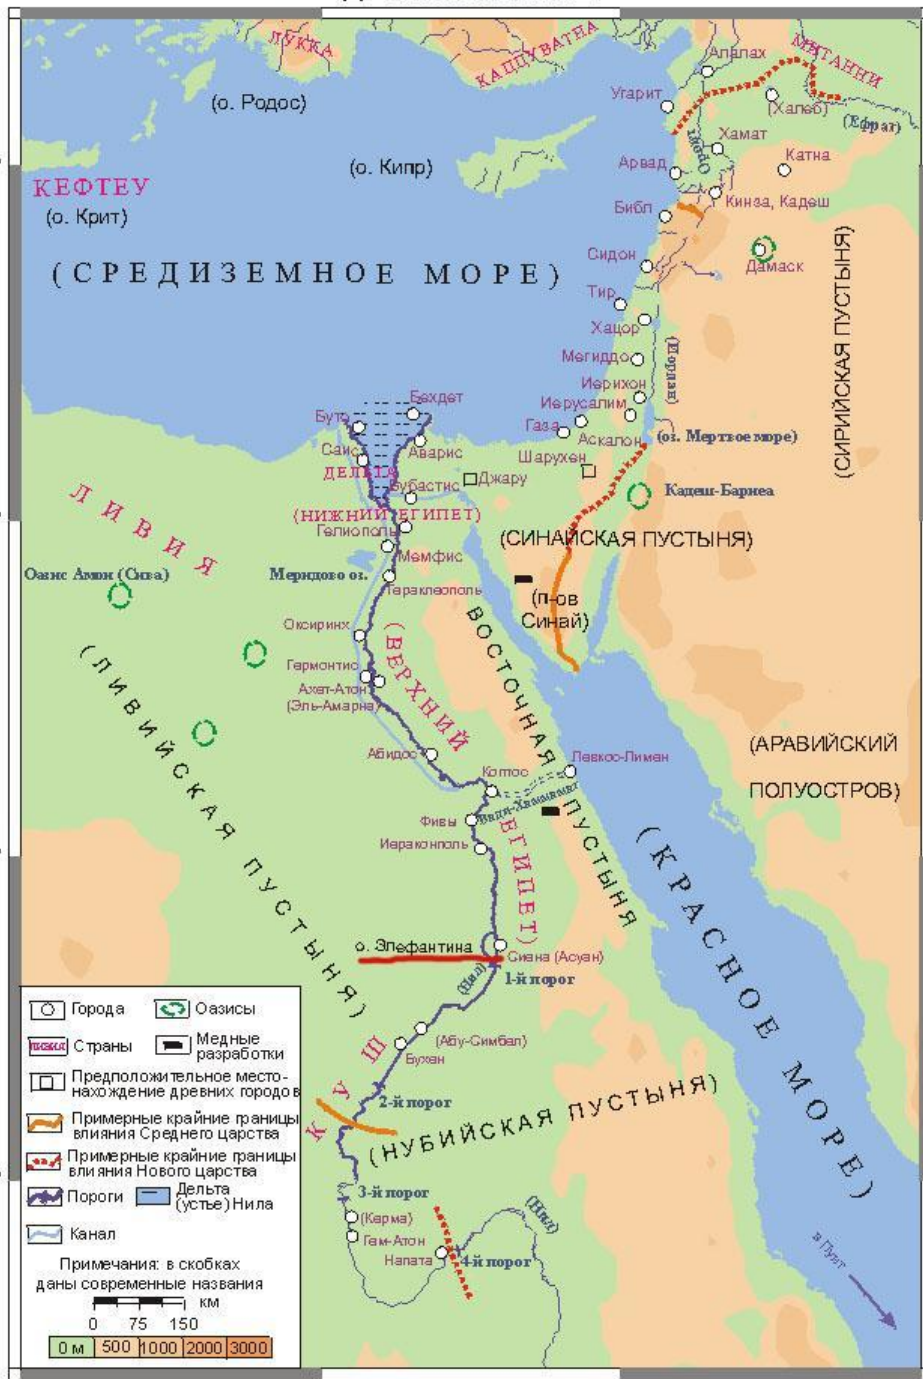 ЛУККА
КАЦЦУВАТНА
МИТАННИ
Алалах
Угарит
(Халеб)
(Ефрат)
(о. Родос)
Хамат
Оронт
Катна
(о. Кипр)
Арвад
КЕФТЕУ
(о. Крит)
Кинза, Кадеш
Библ
(СРЕДИЗЕМНОЕ МОРЕ)
Сидон
Дамаск
(СИРИЙСКАЯ ПУСТЫНЯ)
Тир
Хацор
(Иордан)
Мегиддо
Иерихон
Иерусалим
Газа
Аскалон
(оз. Мертвое море)
Шарухен
Бехдет
Буто
Аварис
Саис
ДЕЛЬТА
Бубастис
Джару
Кадеш-Барнеа
(НИЖНИЙ ЕГИПЕТ)
Гелиополь
(СИНАЙСКАЯ ПУСТЫНЯ)
ЛИВИЯ
Мемфис
Оазис Амон (Сива)
Меридово оз.
Гераклеополь
(п-ов
Синай)
Оксиринх
(ВЕРХНИЙ
ЕГИПЕТ)
ВОСТОЧНАЯ
ПУСТЫНЯ
Гермонтис
Ахет-Атон
(Эль-Амарна)
(ЛИВИЙСКАЯ ПУСТЫНЯ)
Абидос
Коптос
Левкос-Лимен
(АРАВИЙСКИЙ
ПОЛУОСТРОВ)
Вади-Хаммамат
Фивы
Иераконполь
(КРАСНОЕ МОРЕ)
о. Элефантина
Сиена (Асуан)
(Нил)
1-й порог
КУШ
(Абу-Симбел)
Бухен
2-й порог
(НУБИЙСКАЯ ПУСТЫНЯ)
3-й порог
(Керма)
Гем-Атон
Напата
4-й порог
(Нил)
в Пунт
Города
Оазисы
Страны
Медные
разработки
Предположительное место-
нахождение древних городов
Примерные крайние границы
влияния Среднего царства
Примерные крайние границы
влияния Нового царства
Пороги
Дельта
(устье) Нила
Канал
Примечания: в скобках
даны современные названия
км
0 75 150
0 м 500 1000 2000 3000